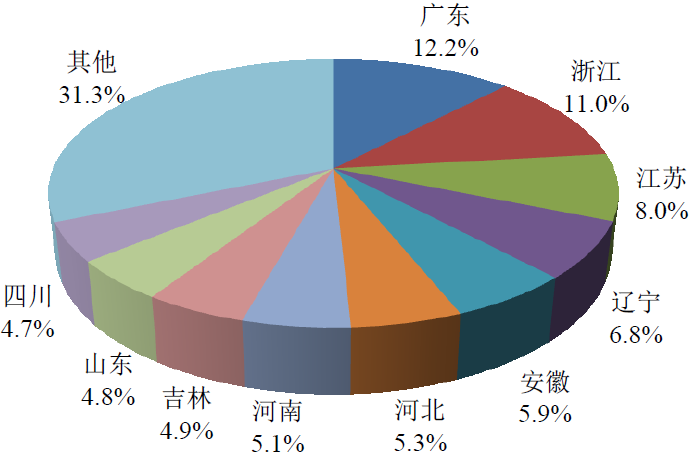 广东
12.2%
浙江
11.0%
江苏
8.0%
辽宁
6.8%
安徽
5.9%
河北
5.3%
河南
5.1%
吉林
4.9%
山东
4.8%
四川
4.7%
其他
31.3%